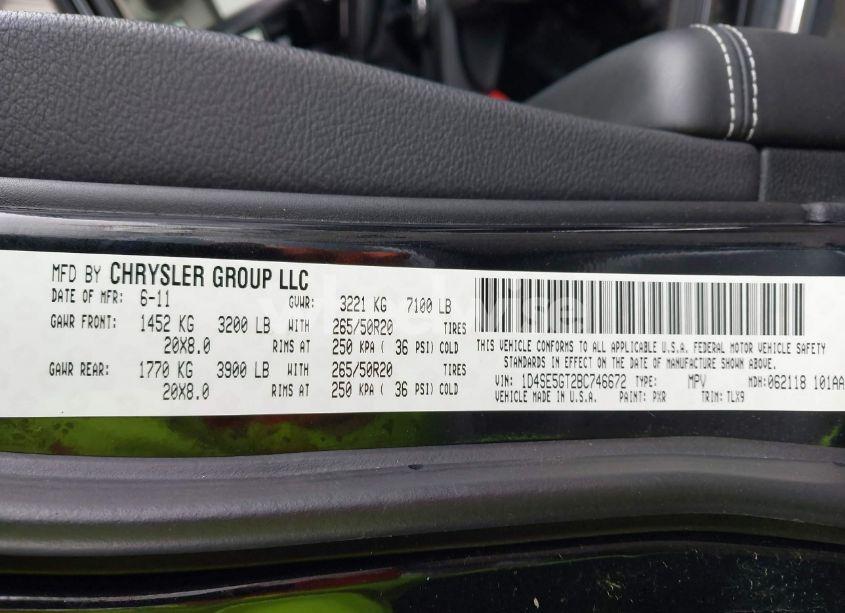 MFD BY CHRYSLER GROUP LLC
DATE OF MFR: 6-11 GVWR: 3221 KG 7100 LB
GAWR FRONT: 1452 KG 3200 LB WITH 265/50R20 TIRES
20X8.0 RIMS AT 250 KPA ( 36 PSI) COLD
GAWR REAR: 1770 KG 3900 LB WITH 265/50R20 TIRES
20X8.0 RIMS AT 250 KPA ( 36 PSI) COLD
THIS VEHICLE CONFORMS TO ALL APPLICABLE U.S.A. FEDERAL MOTOR VEHICLE SAFETY
STANDARDS IN EFFECT ON THE DATE OF MANUFACTURE SHOWN ABOVE.
VIN: 1D4SE5GT2BC746672 TYPE: MPV MDH: 062118 101AA
VEHICLE MADE IN U.S.A. PAINT: PXR TRIM: TLX9